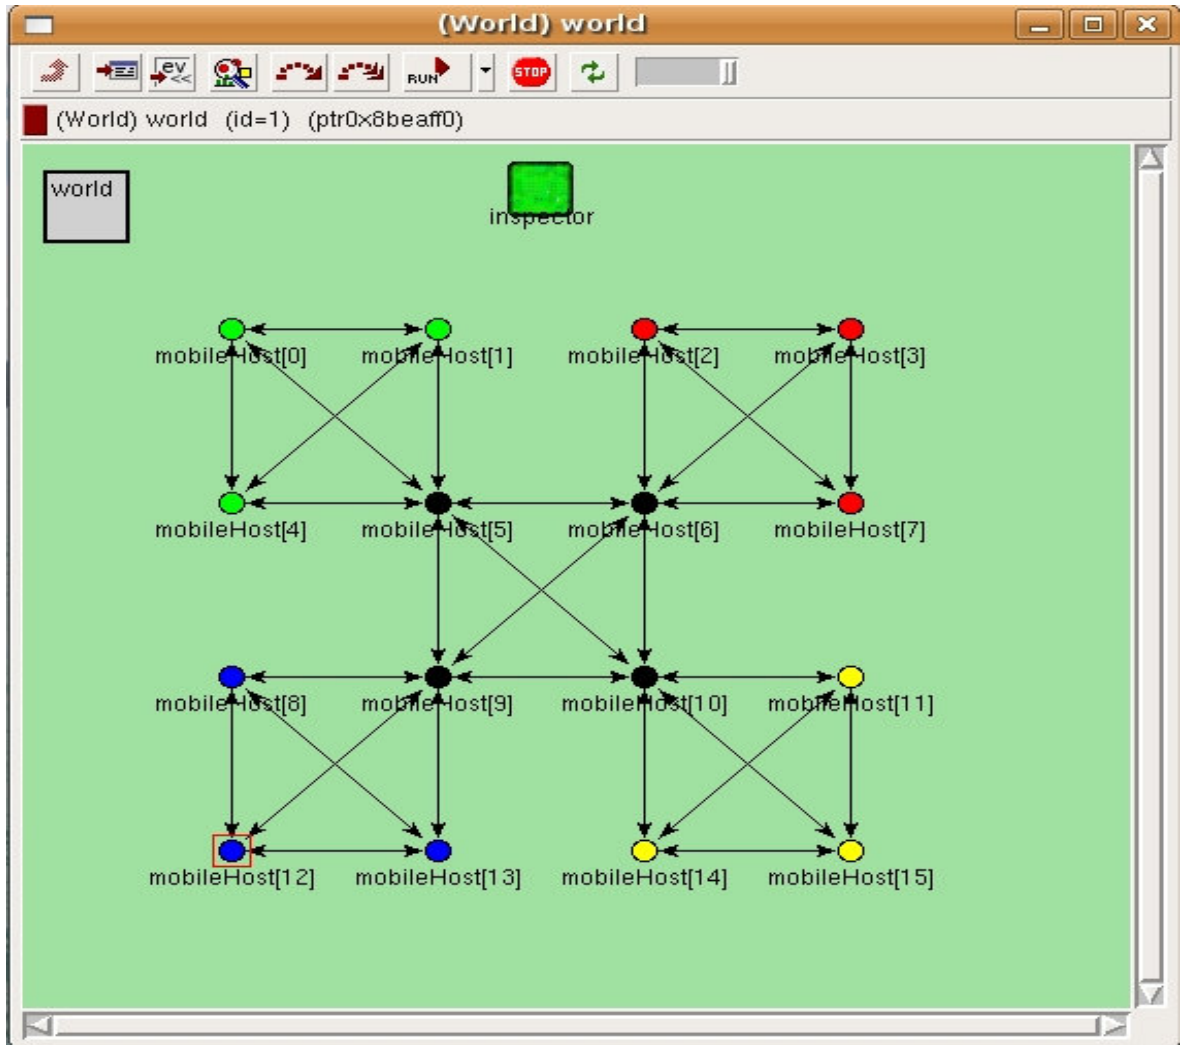 (World) world
ev
<<
RUN
STOP
(World) world (id=1) (ptr0x8beaff0)
world
inspector
mobileHost[0] mobileHost[1] mobileHost[2] mobileHost[3]
mobileHost[4] mobileHost[5] mobileHost[6] mobileHost[7]
mobileHost[8] mobileHost[9] mobileHost[10] mobileHost[11]
mobileHost[12] mobileHost[13] mobileHost[14] mobileHost[15]